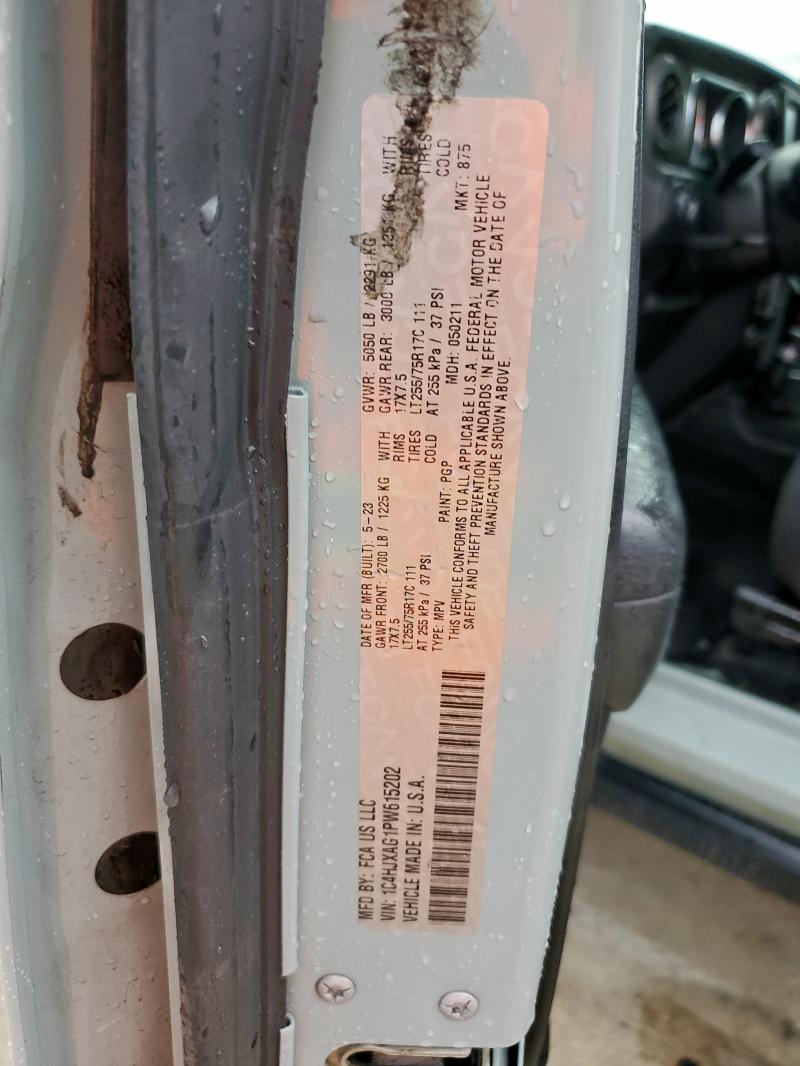 MFD BY: FCA US LLC
VIN: 1C4HJXAG1PW615202
VEHICLE MADE IN: U.S.A.
DATE OF MFR (BUILT): 5-23 GVWR: 5050 LB / 2291 KG
GAWR FRONT: 2700 LB / 1225 KG WITH GAWR REAR: 3000 LB / KG WITH
17X7.5 RIMS 17X7.5 RIMS
LT255/75R17C 111 TIRES LT255/75R17C 111 TIRES
AT 255 kPa / 37 PSI COLD AT 255 kPa / 37 PSI COLD
TYPE: MPV PAINT: PGP MDH: 050211 MKT: 875
THIS VEHICLE CONFORMS TO ALL APPLICABLE U.S.A. FEDERAL MOTOR VEHICLE
SAFETY AND THEFT PREVENTION STANDARDS IN EFFECT ON THE DATE OF
MANUFACTURE SHOWN ABOVE.